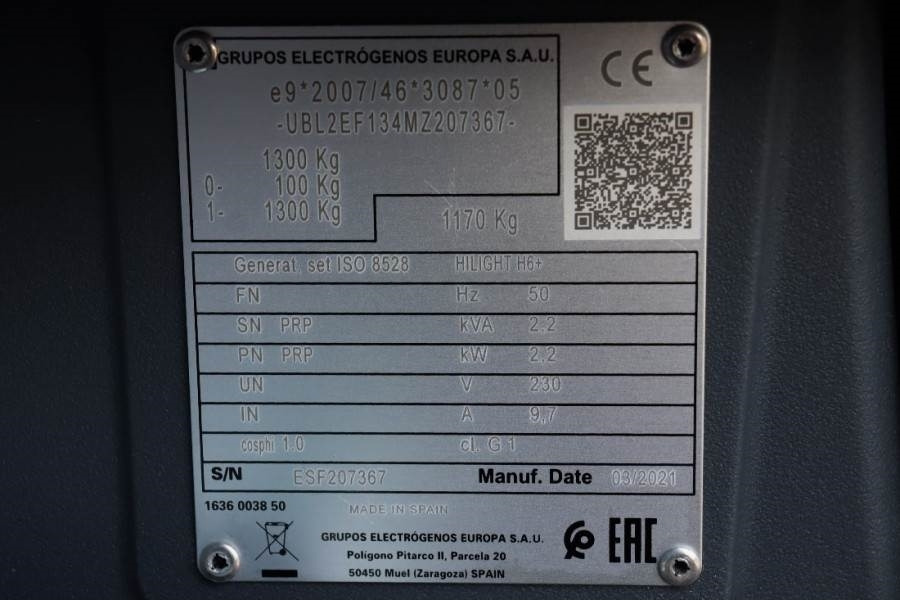 GRUPOS ELECTRÓGENOS EUROPA S.A.U.
CE
e9*2007/46*3087*05
-UBL2EF134MZ207367-
1300 Kg
0- 100 Kg
1- 1300 Kg
1170 Kg
Generat. set ISO 8528 HILIGHT H6+
FN Hz 50
SN PRP kVA 2.2
PN PRP kW 2.2
UN V 230
IN A 9,7
cosphi 1.0 cl. G 1
S/N ESF207367 Manuf. Date 03/2021
1636 0038 50 MADE IN SPAIN
GRUPOS ELECTRÓGENOS EUROPA S.A.U.
Polígono Pitarco II, Parcela 20
50450 Muel (Zaragoza) SPAIN
EAC